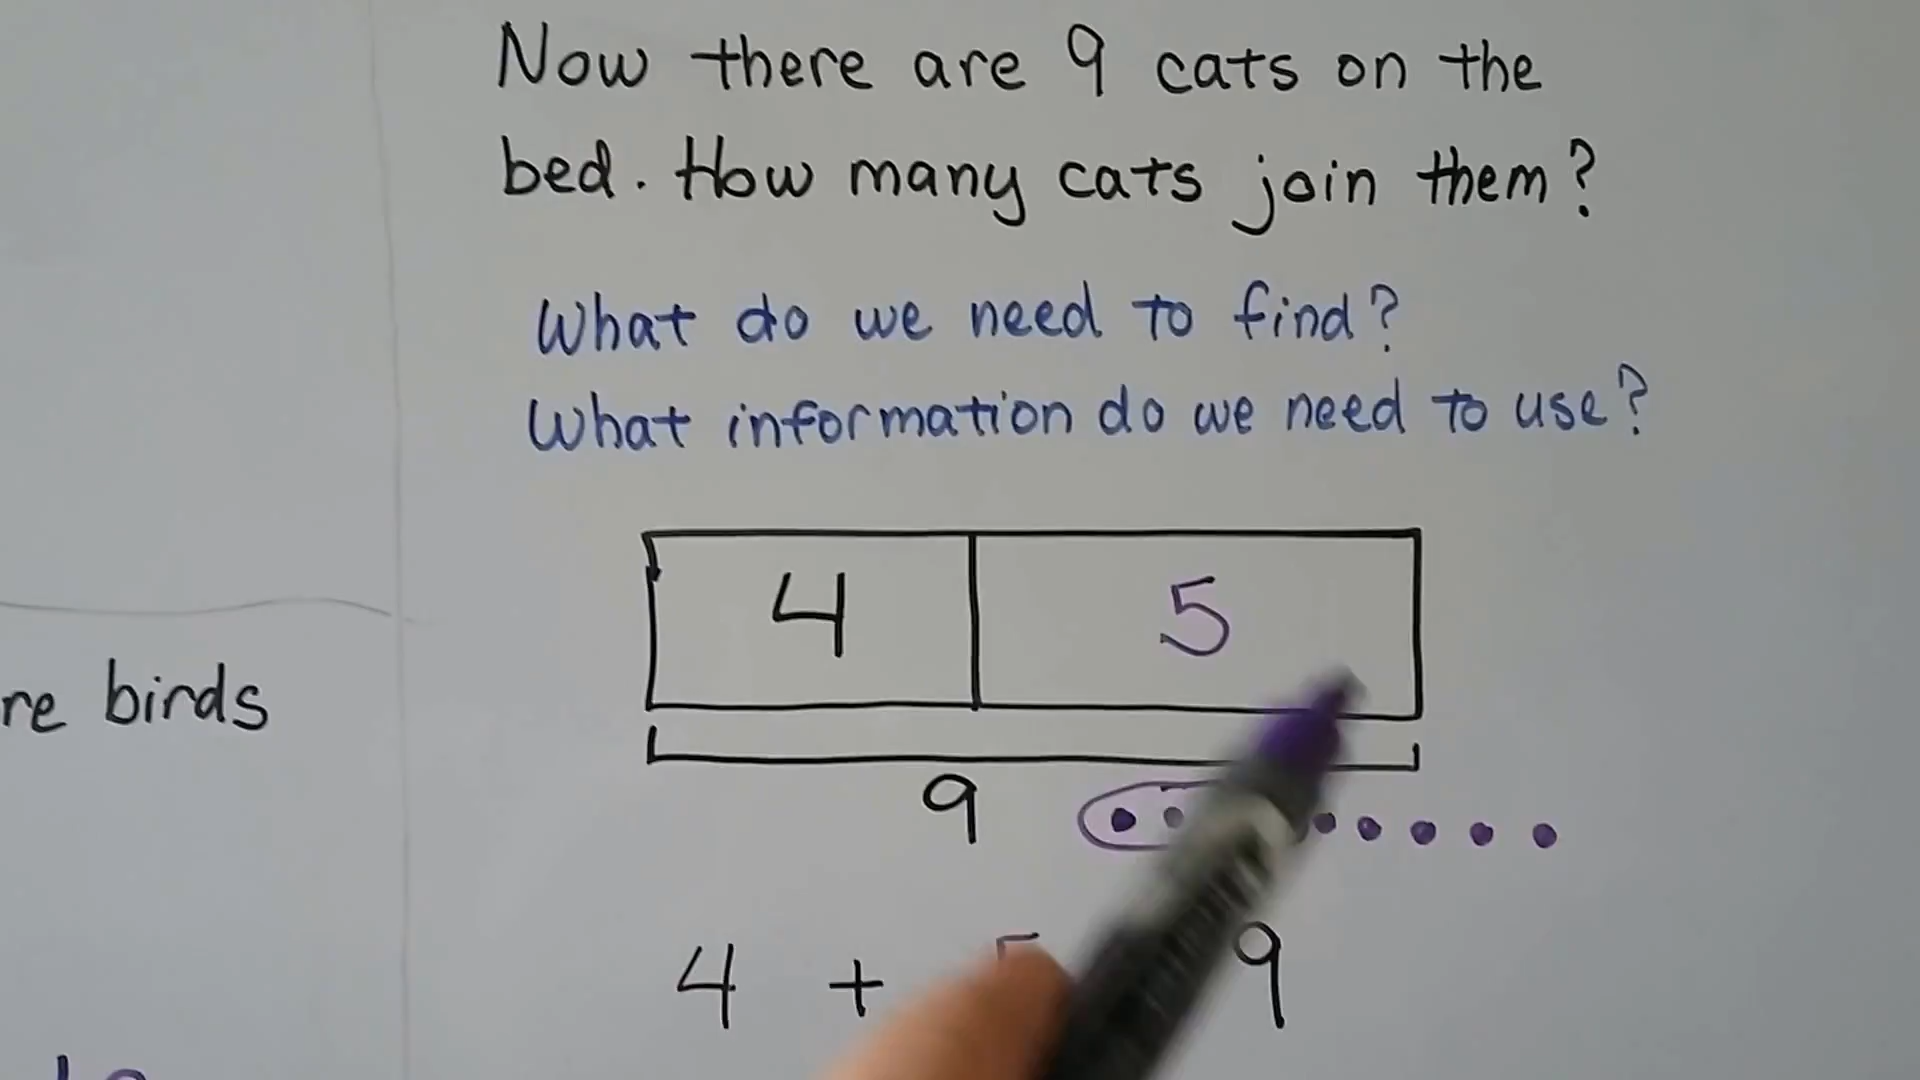 Now there are 9 cats on the
bed. How many cats join them?
What do we need to find?
What information do we need to use?
4 5
9
4 + 9
birds